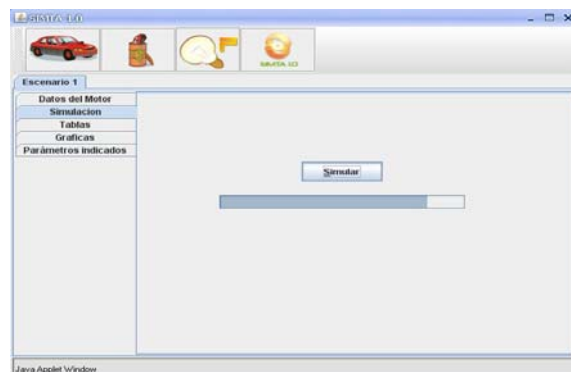 SIMTA 1.0
SIMTA 1.0
Escenario 1
Datos del Motor
Simulacion
Tablas
Graficas
Parámetros indicados
Simular
Java Applet Window